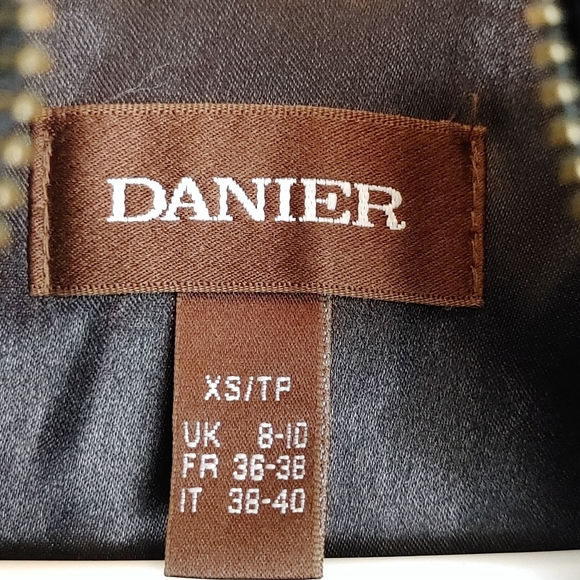 DANIER
XS/TP
UK 8-10
FR 36-38
IT 38-40